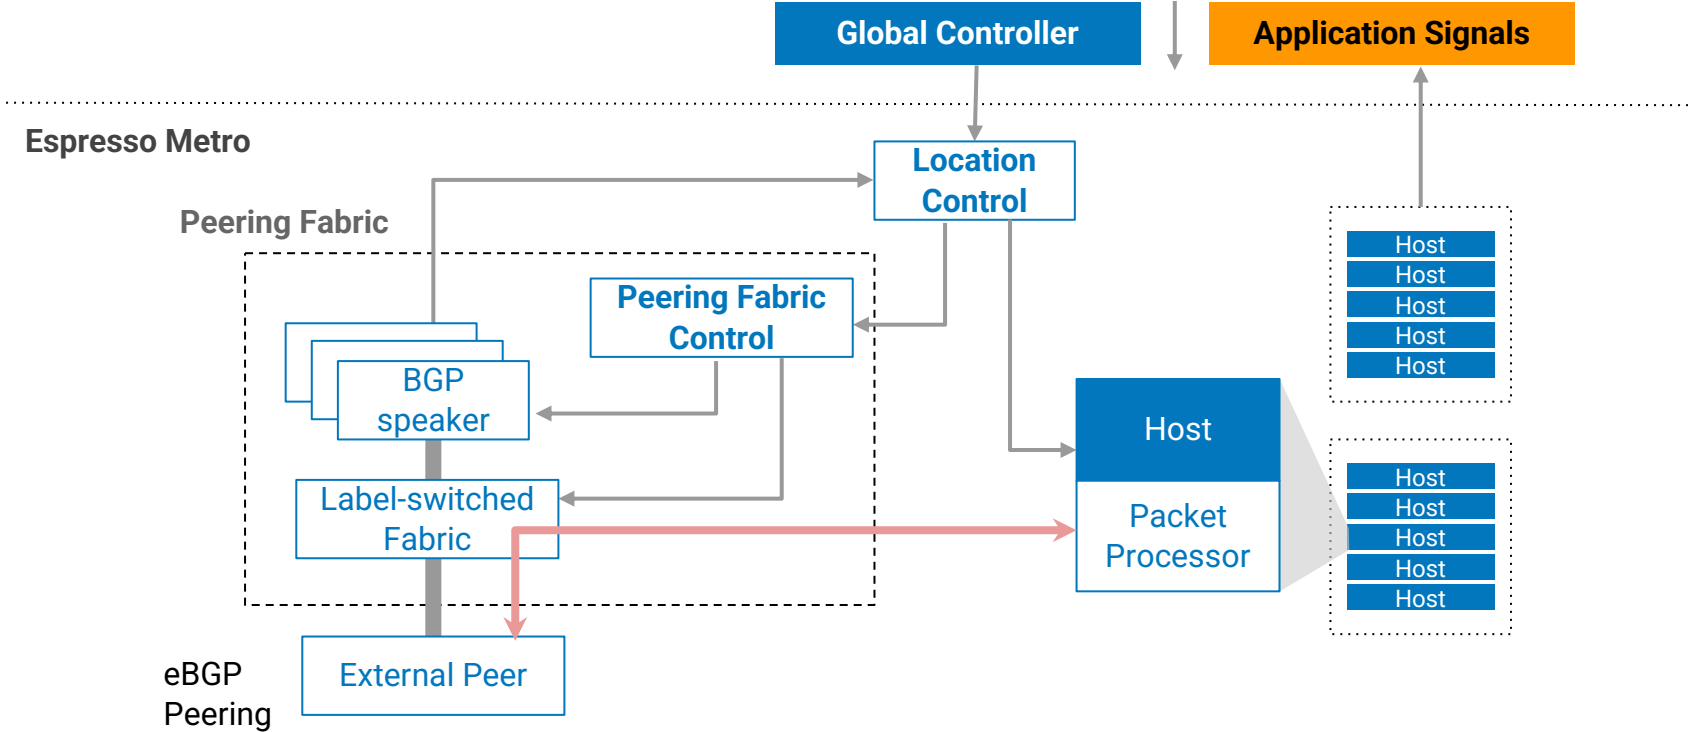 Global Controller
Application Signals
Espresso Metro
Location
Control
Peering Fabric
Peering Fabric
Control
BGP
speaker
Label-switched
Fabric
External Peer
eBGP
Peering
Host
Packet
Processor
Host
Host
Host
Host
Host
Host
Host
Host
Host
Host